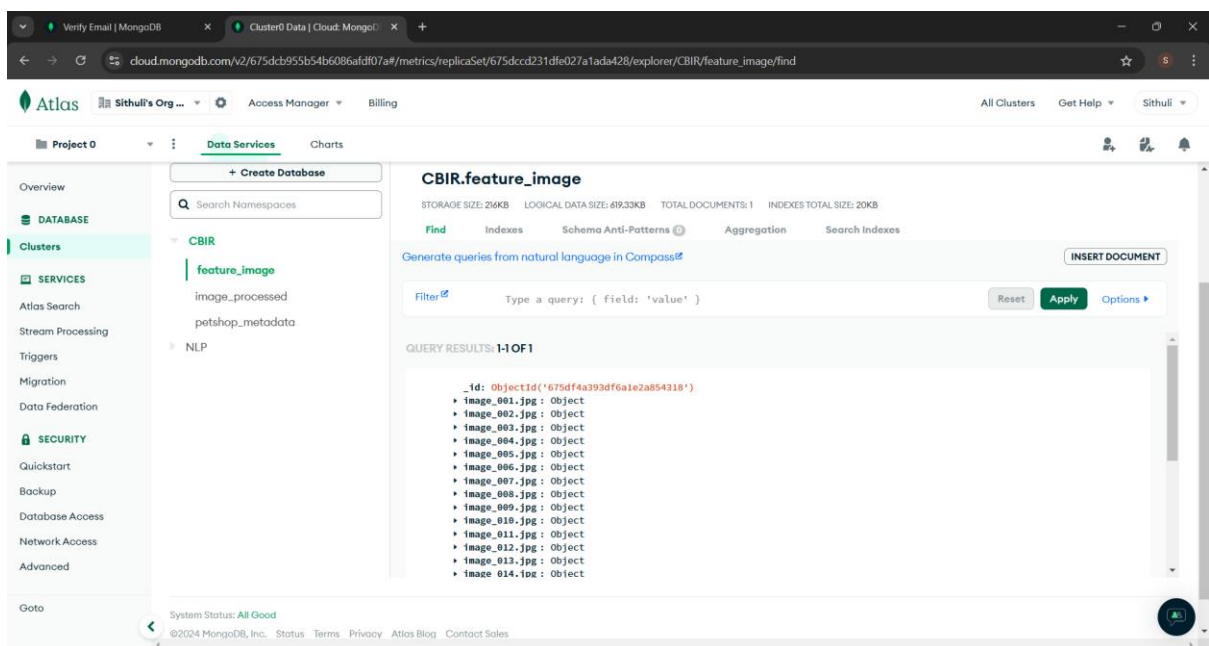 Verify Email | MongoDB
Cluster0 Data | Cloud: MongoD
cloud.mongodb.com/v2/675dcb955b54b6086afdf07a#/metrics/replicaSet/675dccd231dfe027a1ada428/explorer/CBIR/feature_image/find
S
Atlas
Sithuli's Org ...
Access Manager
Billing
All Clusters
Get Help
Sithuli
Project 0
Data Services
Charts
Overview
DATABASE
Clusters
SERVICES
Atlas Search
Stream Processing
Triggers
Migration
Data Federation
SECURITY
Quickstart
Backup
Database Access
Network Access
Advanced
Goto
+ Create Database
Search Namespaces
CBIR
feature_image
image_processed
petshop_metadata
NLP
CBIR.feature_image
STORAGE SIZE: 216KB LOGICAL DATA SIZE: 619.33KB TOTAL DOCUMENTS: 1 INDEXES TOTAL SIZE: 20KB
Find Indexes Schema Anti-Patterns 0 Aggregation Search Indexes
Generate queries from natural language in Compass
INSERT DOCUMENT
Filter
Type a query: { field: 'value' }
Reset
Apply
Options
QUERY RESULTS: 1-1 OF 1
_id: ObjectId('675df4a393df6a1e2a854318')
image_001.jpg: Object
image_002.jpg: Object
image_003.jpg: Object
image_004.jpg: Object
image_005.jpg: Object
image_006.jpg: Object
image_007.jpg: Object
image_008.jpg: Object
image_009.jpg: Object
image_010.jpg: Object
image_011.jpg: Object
image_012.jpg: Object
image_013.jpg: Object
image_014.jpg: Object
System Status: All Good
©2024 MongoDB, Inc. Status Terms Privacy Atlas Blog Contact Sales